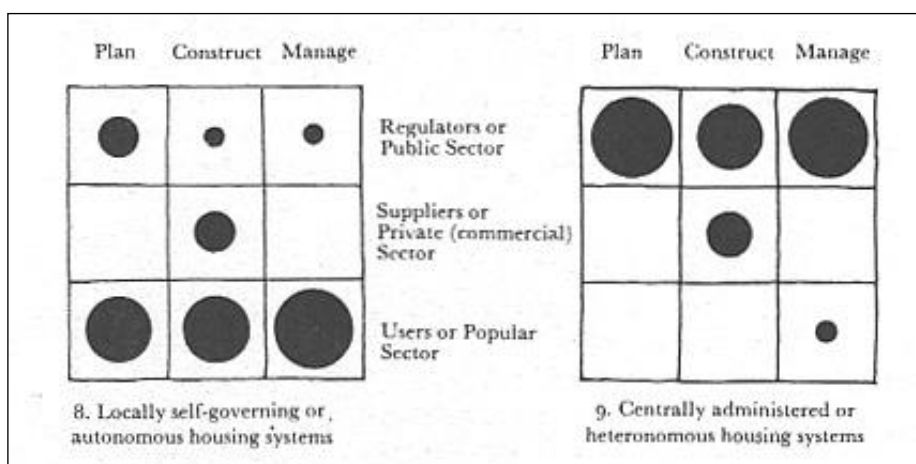 Plan Construct Manage
Plan Construct Manage
Regulators or
Public Sector
Suppliers or
Private (commercial)
Sector
Users or Popular
Sector
8. Locally self-governing or,
autonomous housing systems
9. Centrally administered or
heteronomous housing systems